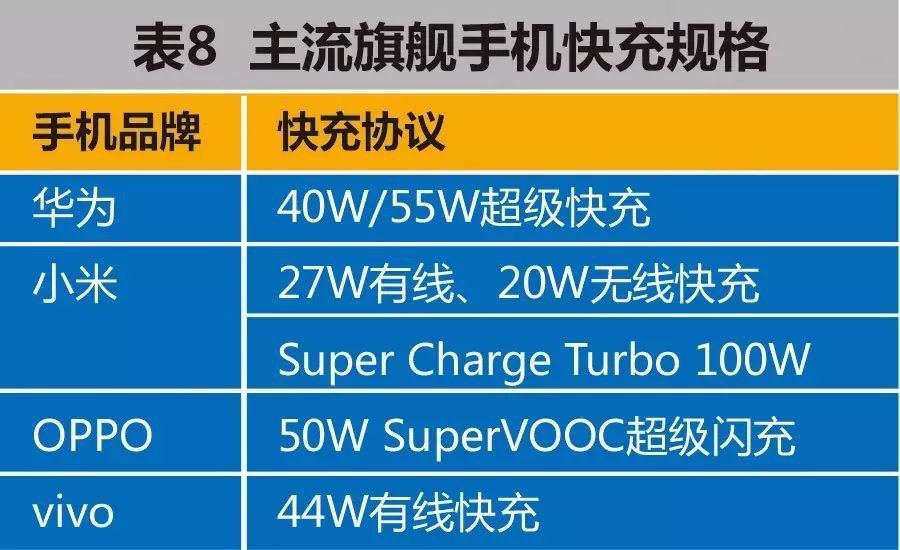 表8 主流旗舰手机快充规格
手机品牌 快充协议
华为 40W/55W超级快充
小米 27W有线、20W无线快充
Super Charge Turbo 100W
OPPO 50W SuperVOOC超级闪充
vivo 44W有线快充